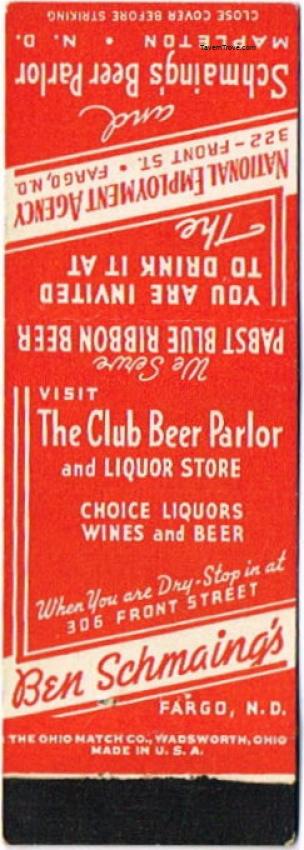 VISIT
The Club Beer Parlor
and LIQUOR STORE
CHOICE LIQUORS
WINES and BEER
When You are Dry-Stop in at
306 FRONT STREET
Ben Schmaing's
FARGO, N.D.
THE OHIO MATCH CO., WADSWORTH, OHIO
MADE IN U.S.A.
We Serve
PABST BLUE RIBBON BEER
YOU ARE INVITED
TO DRINK IT AT
The
NATIONAL EMPLOYMENT AGENCY
322 - FRONT ST. • FARGO, N.D.
and
Schmaing's Beer Parlor
MAPLETON • N. D.
CLOSE COVER BEFORE STRIKING
TavernTrove.com